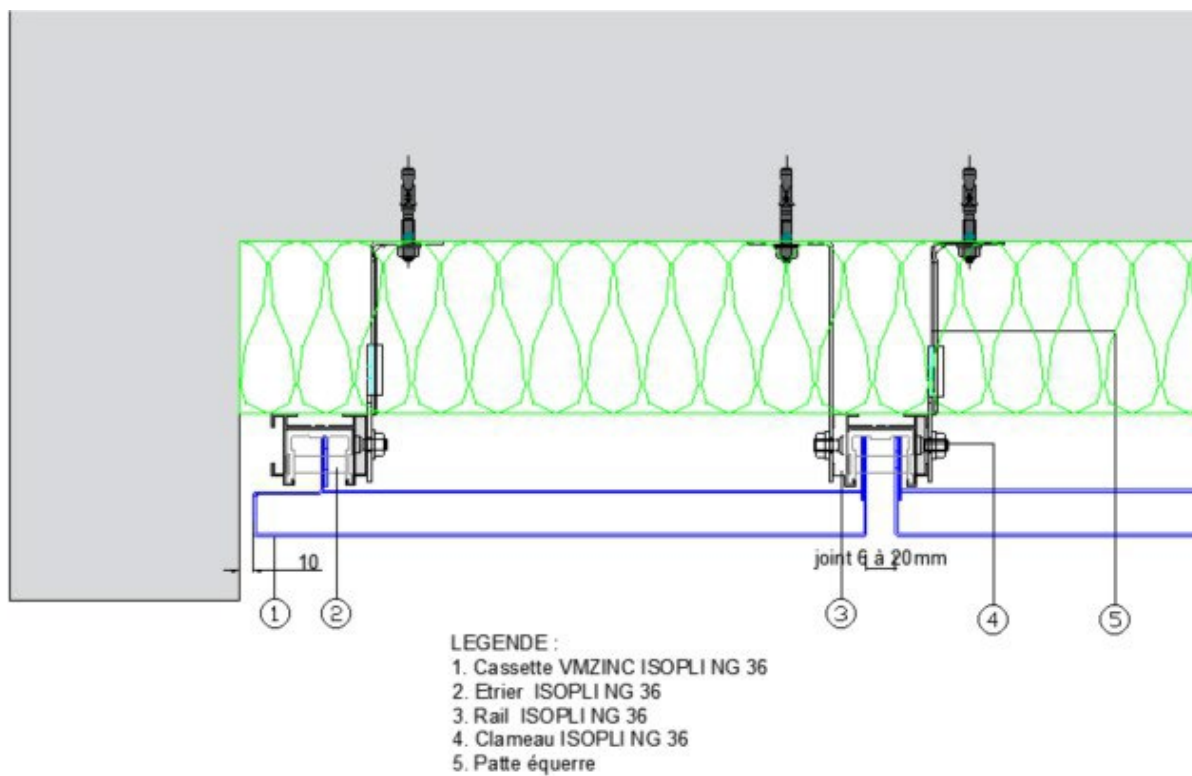 10
joint 6 à 20mm
1
2
3
4
5
LEGENDE :
1. Cassette VMZINC ISOPLI NG 36
2. Etrier ISOPLI NG 36
3. Rail ISOPLI NG 36
4. Clameau ISOPLI NG 36
5. Patte équerre